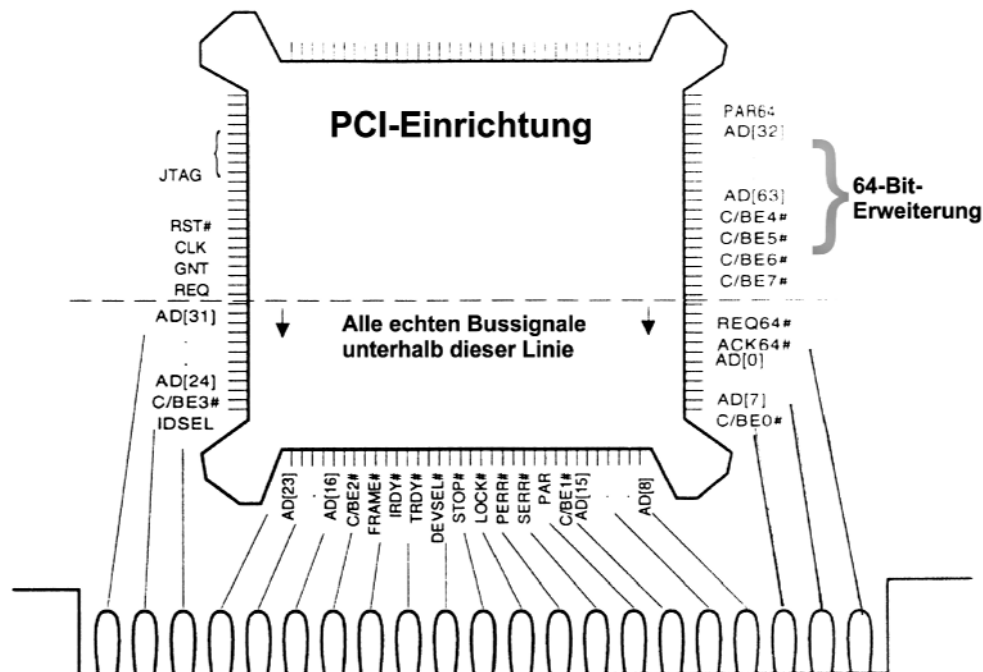 PCI-Einrichtung
JTAG
RST#
CLK
GNT
REQ
AD[31]
AD[24]
C/BE3#
IDSEL
PAR64
AD[32]
AD[63]
C/BE4#
C/BE5#
C/BE6#
C/BE7#
64-Bit-
Erweiterung
Alle echten Bussignale
unterhalb dieser Linie
REQ64#
ACK64#
AD[0]
AD[7]
C/BE0#
AD[23]
AD[16]
C/BE2#
FRAME#
IRDY#
TRDY#
DEVSEL#
STOP#
LOCK#
PERR#
SERR#
PAR
C/BE1#
AD[15]
AD[8]